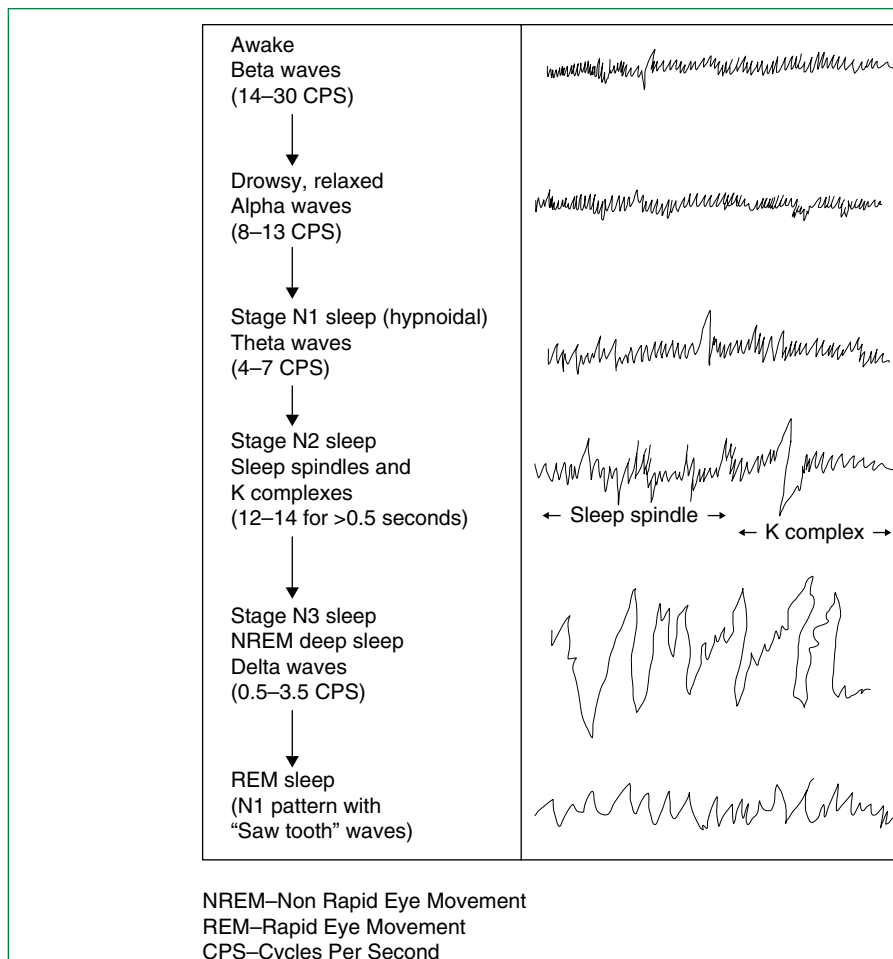 Awake
Beta waves
(14–30 CPS)
Drowsy, relaxed
Alpha waves
(8–13 CPS)
Stage N1 sleep (hypnoidal)
Theta waves
(4–7 CPS)
Stage N2 sleep
Sleep spindles and
K complexes
(12–14 for >0.5 seconds)
Sleep spindle
K complex
Stage N3 sleep
NREM deep sleep
Delta waves
(0.5–3.5 CPS)
REM sleep
(N1 pattern with
“Saw tooth” waves)
NREM–Non Rapid Eye Movement
REM–Rapid Eye Movement
CPS–Cycles Per Second